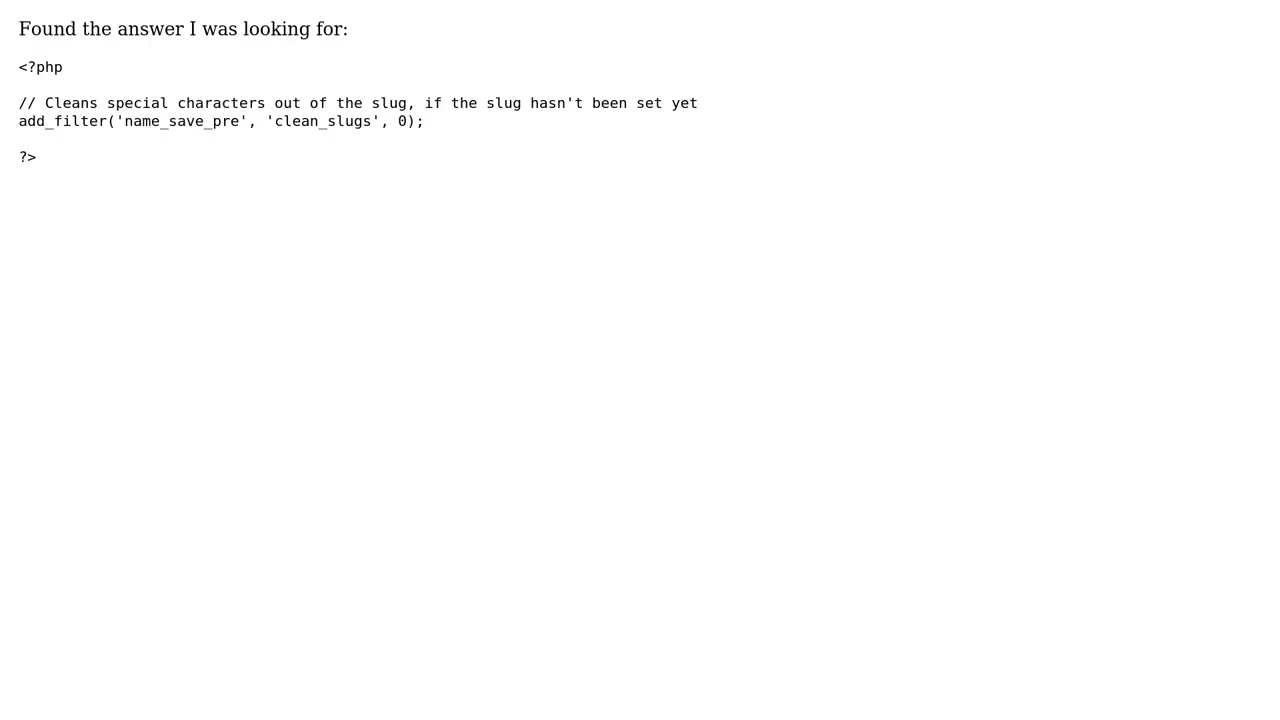 Found the answer I was looking for:
<?php
// Cleans special characters out of the slug, if the slug hasn't been set yet
add_filter('name_save_pre', 'clean_slugs', 0);
?>